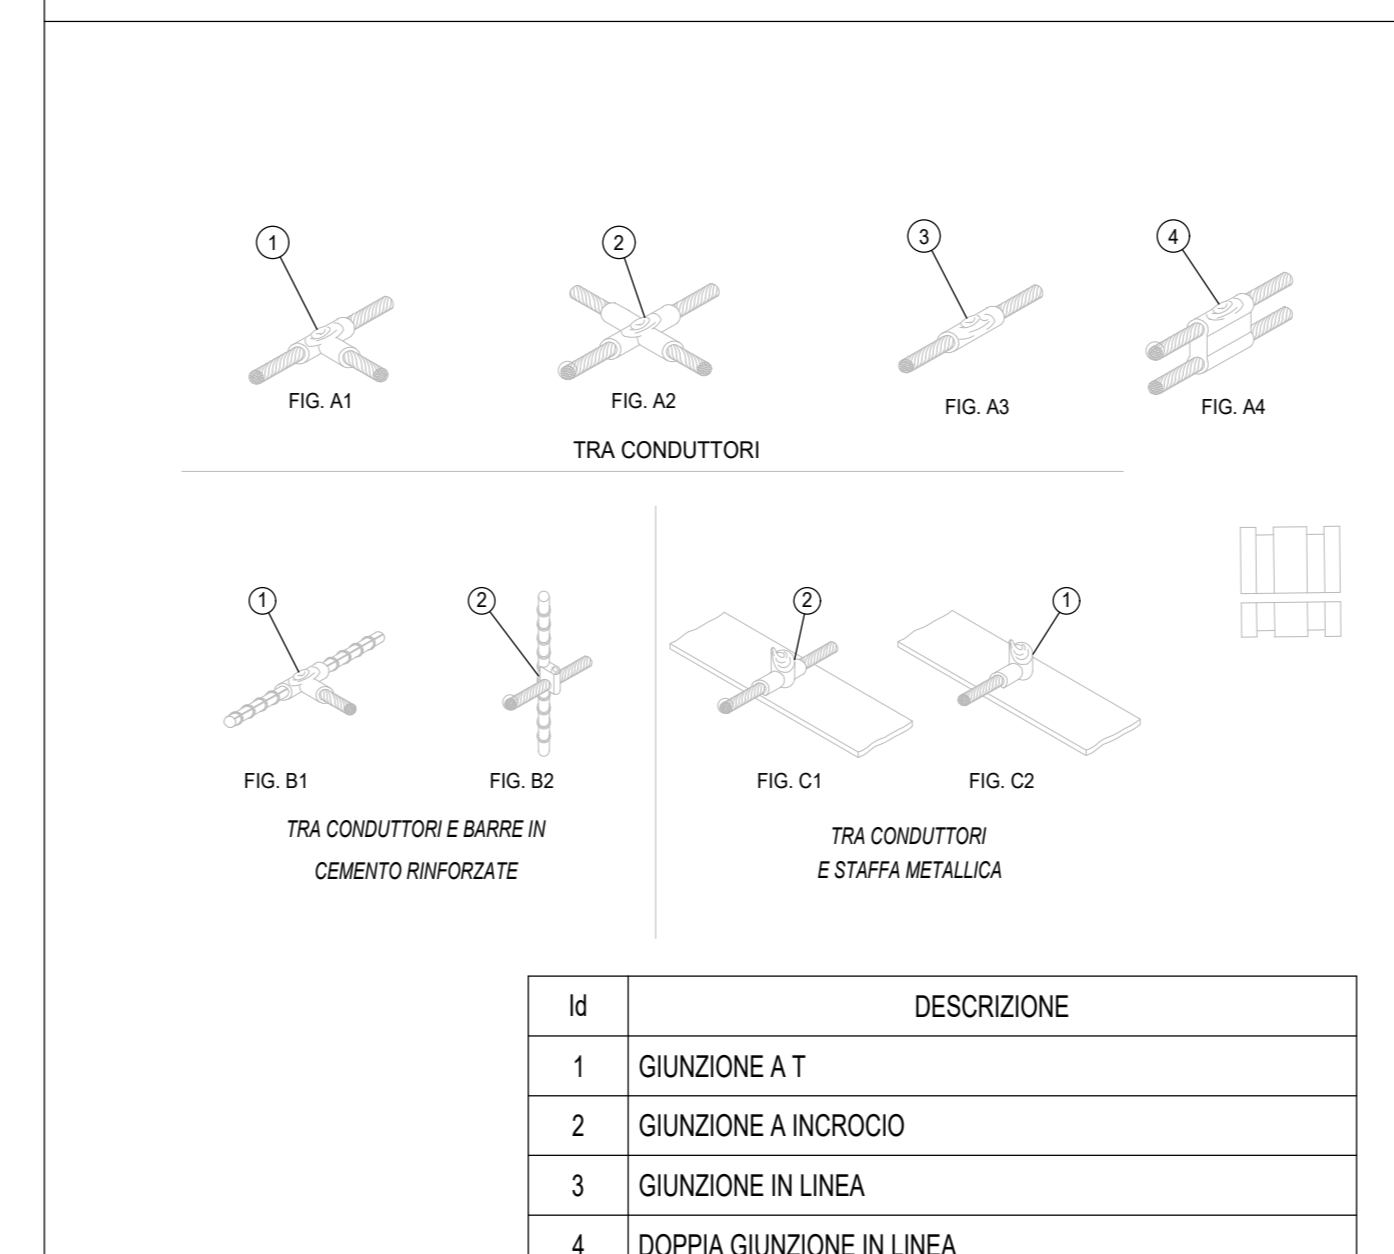 1
2
3
4
FIG. A1
FIG. A2
FIG. A3
FIG. A4
TRA CONDUTTORI
1
2
2
1
FIG. B1
FIG. B2
FIG. C1
FIG. C2
TRA CONDUTTORI E BARRE IN
CEMENTO RINFORZATE
TRA CONDUTTORI
E STAFFA METALLICA
Id DESCRIZIONE
1 GIUNZIONE A T
2 GIUNZIONE A INCROCIO
3 GIUNZIONE IN LINEA
4 DOPPIA GIUNZIONE IN LINEA